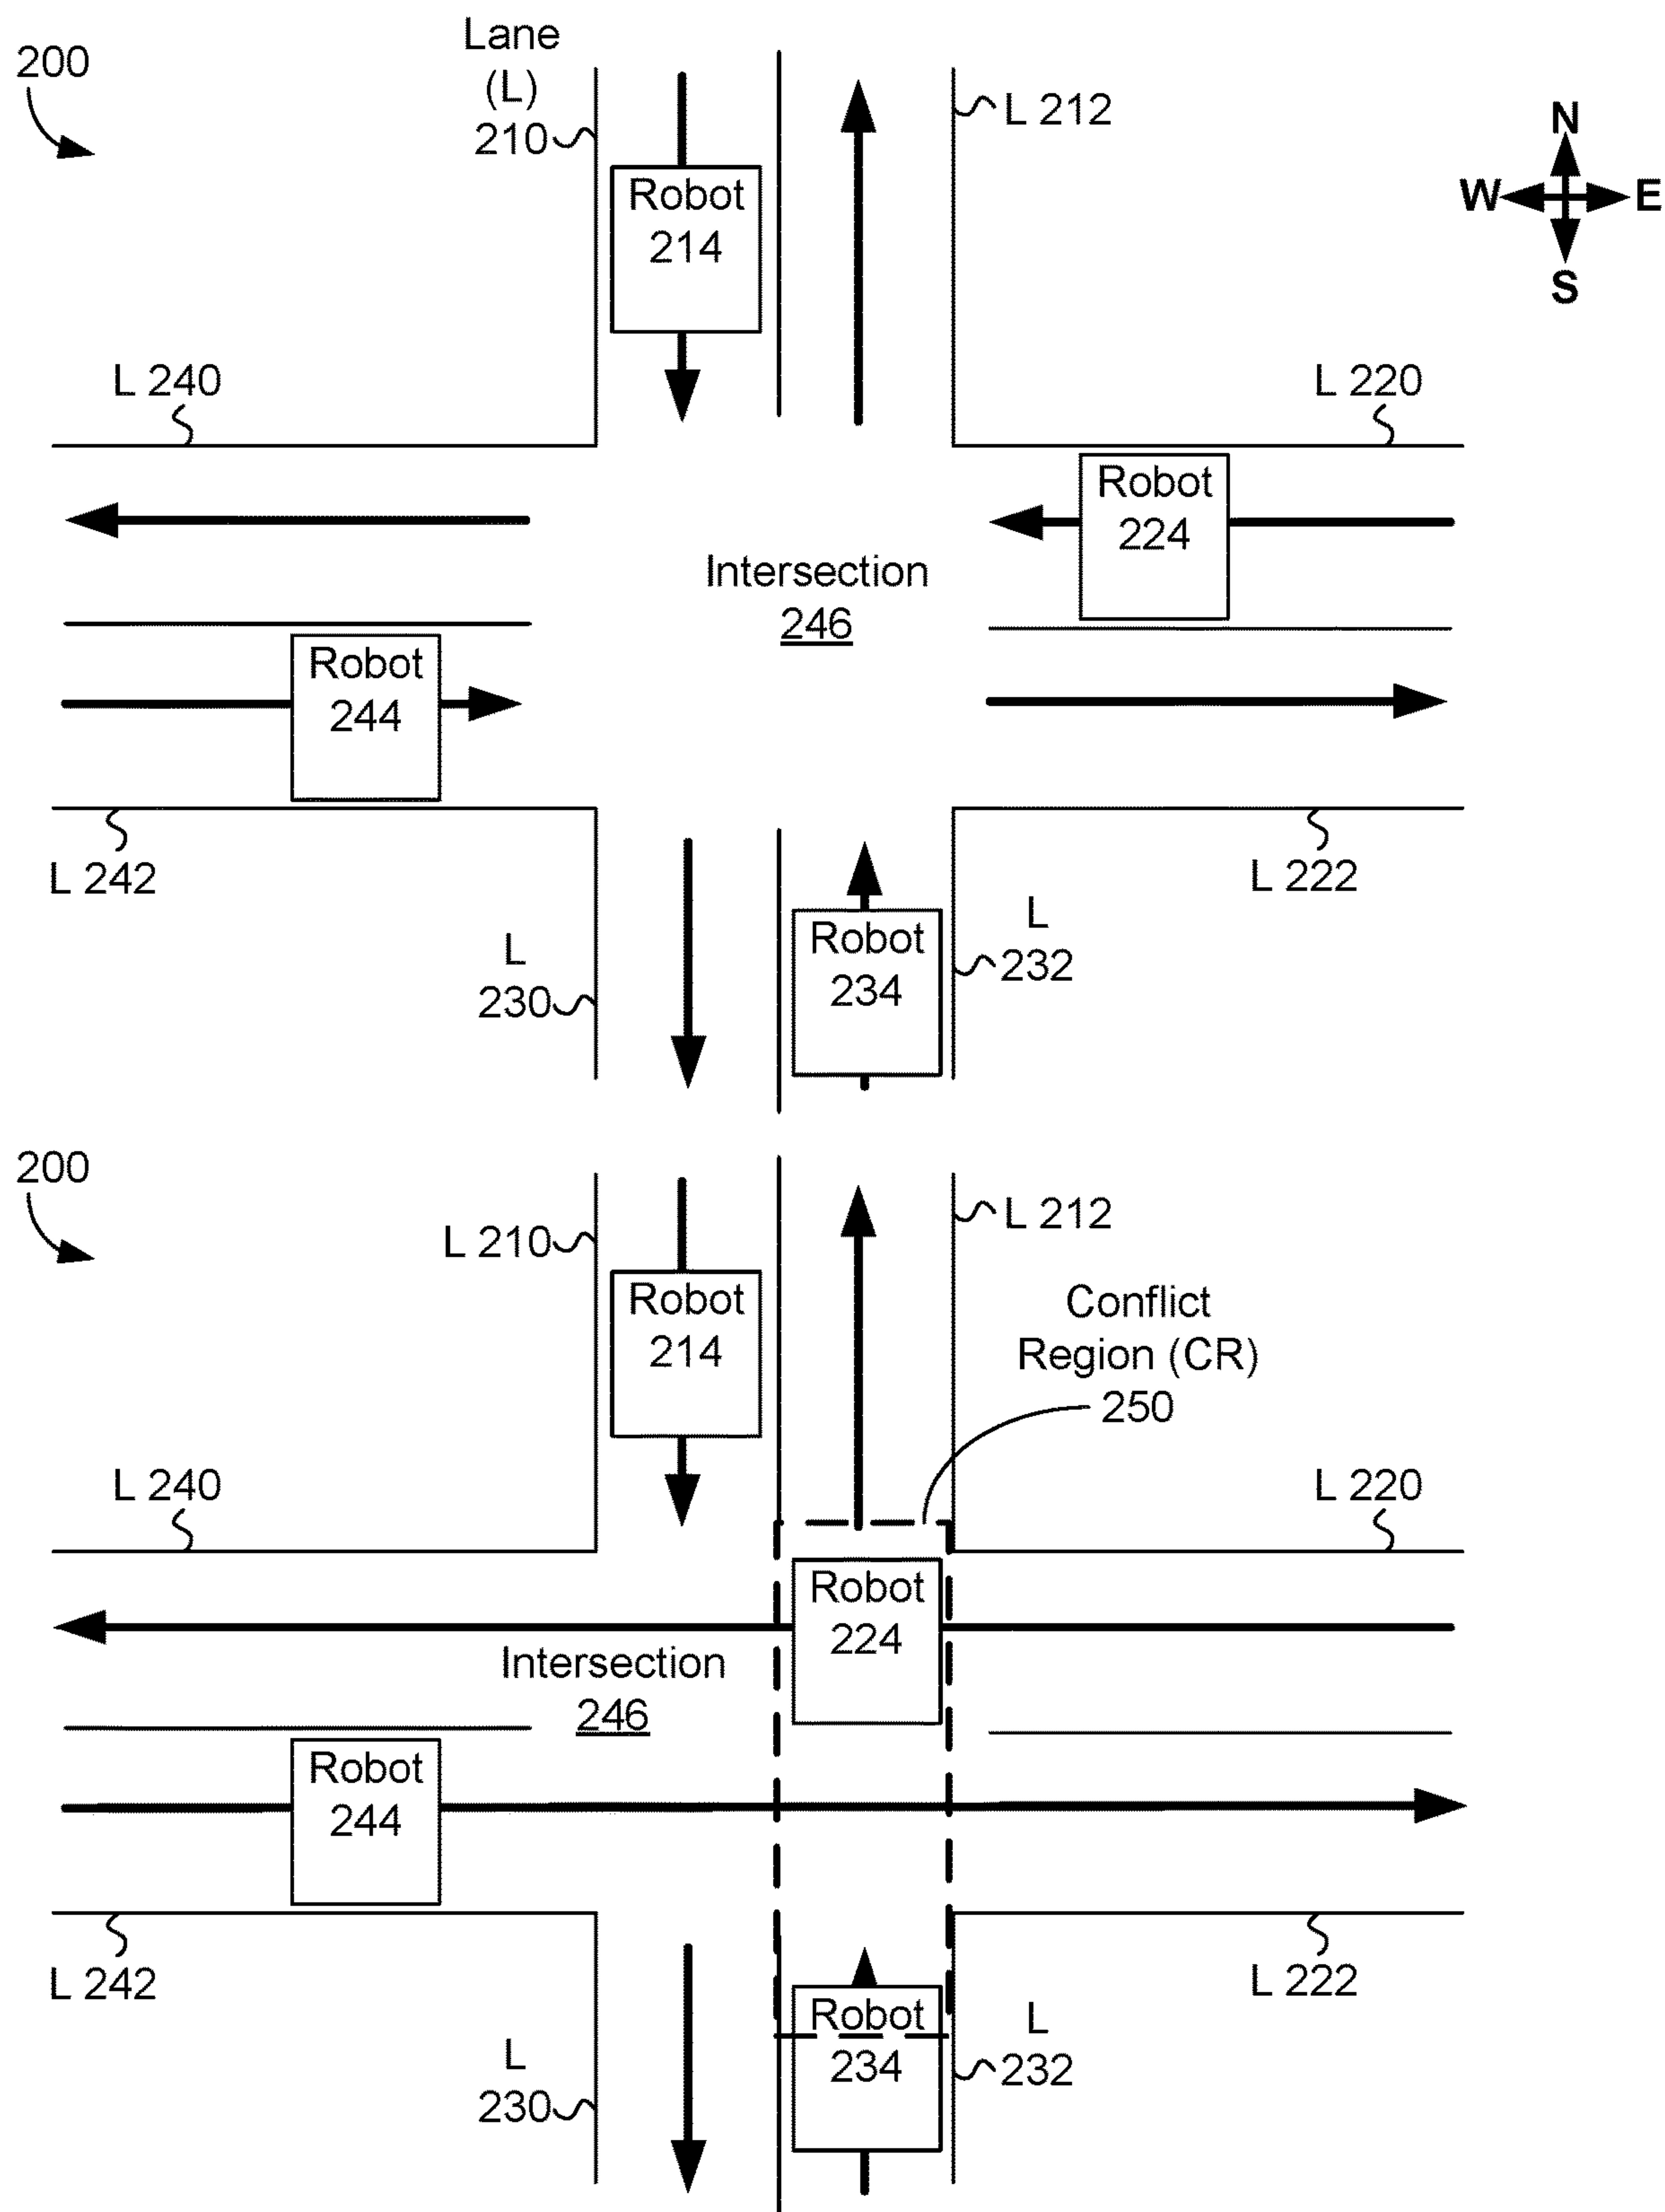 200
Lane
(L)
210
L 212
N
W
E
S
Robot
214
L 240
L 220
Robot
224
Intersection
246
Robot
244
L 242
L 222
L
230
Robot
234
L
232
200
L 210
L 212
Robot
214
Conflict
Region (CR)
250
L 240
L 220
Robot
224
Intersection
246
Robot
244
L 242
L 222
L
230
Robot
234
L
232